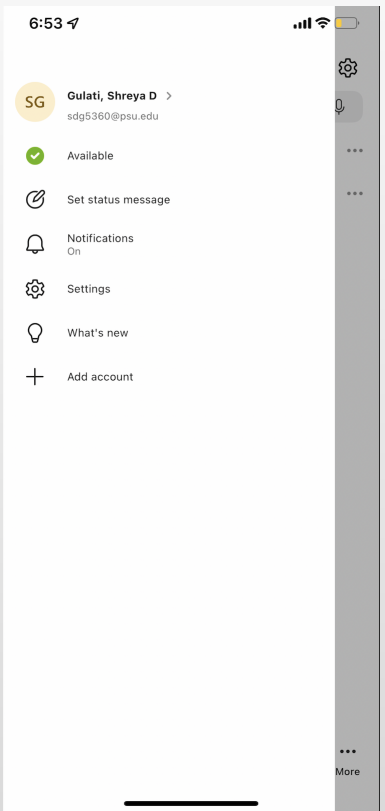 6:53
SG
Gulati, Shreya D
sdg5360@psu.edu
Available
Set status message
Notifications
On
Settings
What's new
Add account
More